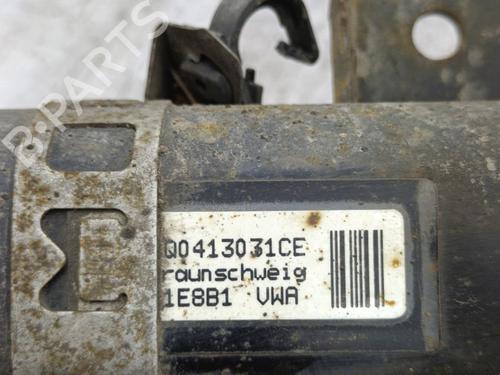 B-PARTS
Q0413031CE
raunschweig
1E8B1 VWA